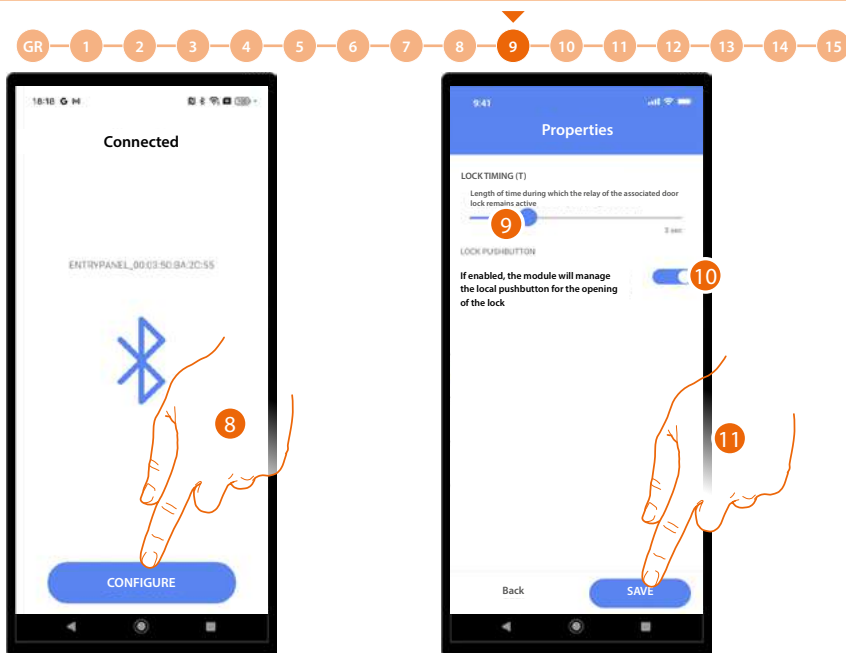 GR 1 2 3 4 5 6 7 8 9 10 11 12 13 14 15
18:18 G
Connected
ENTRYPANEL_00:03:50:BA:2C:55
8
CONFIGURE
9:41
Properties
LOCK TIMING (T)
Length of time during which the relay of the associated door
lock remains active
9
3 sec
LOCK PUSHBUTTON
If enabled, the module will manage
the local pushbutton for the opening
of the lock
10
11
Back
SAVE